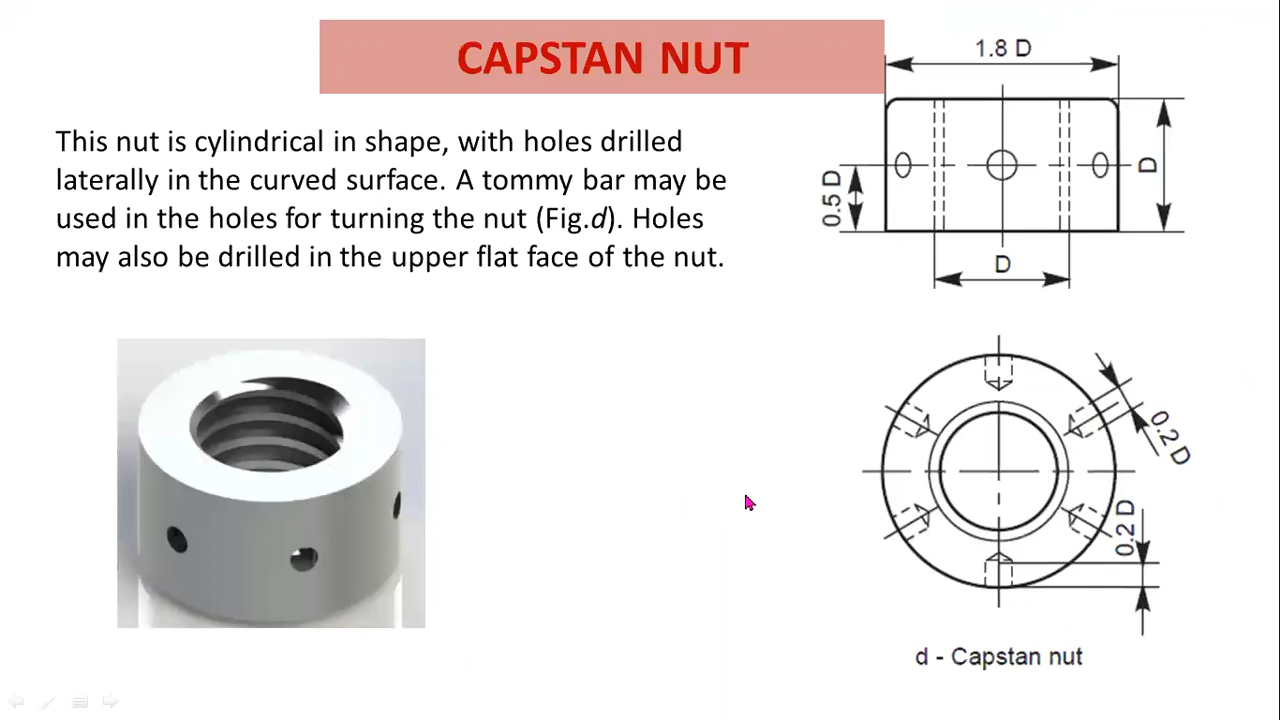 CAPSTAN NUT
This nut is cylindrical in shape, with holes drilled
laterally in the curved surface. A tommy bar may be
used in the holes for turning the nut (Fig.d). Holes
may also be drilled in the upper flat face of the nut.
1.8 D
D
0.5 D
D
0.2 D
0.2 D
d - Capstan nut